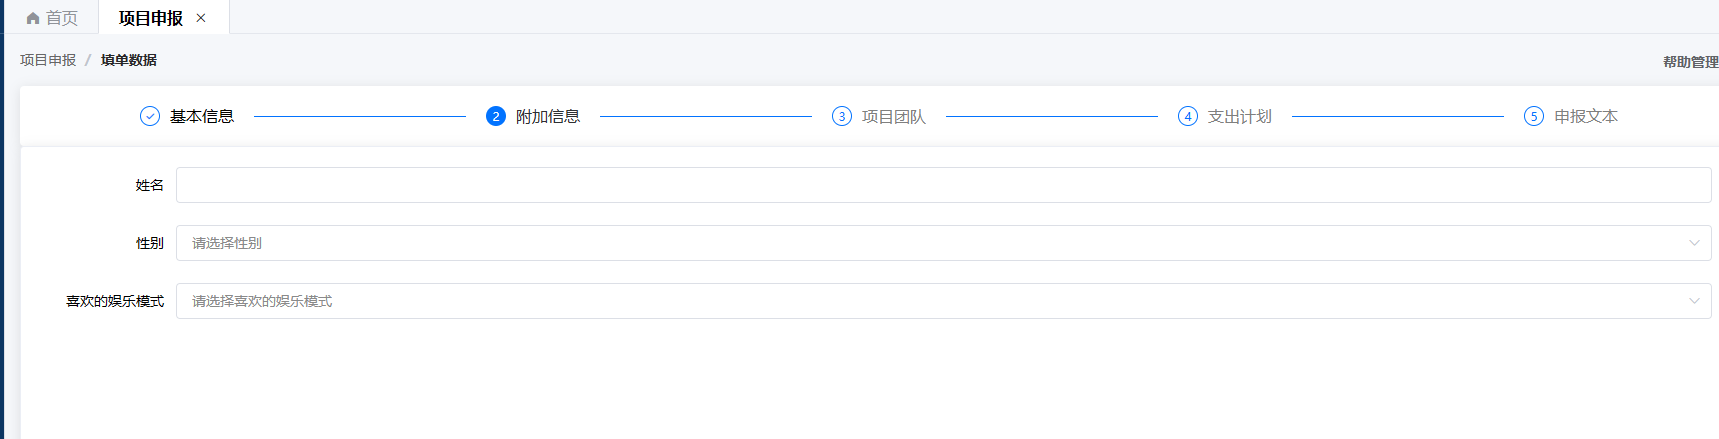 首页 项目申报
项目申报 / 填单数据 帮助管理
基本信息 2 附加信息 3 项目团队 4 支出计划 5 申报文本
姓名
性别 请选择性别
喜欢的娱乐模式 请选择喜欢的娱乐模式